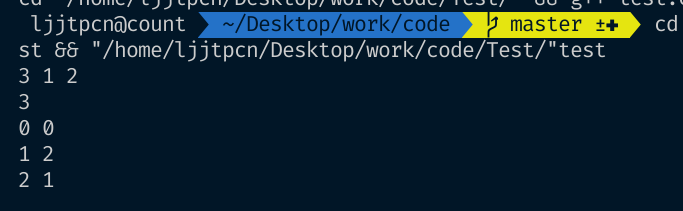 ljjtpcn@count ~/Desktop/work/code master ±✚ cd
st && "/home/ljjtpcn/Desktop/work/code/Test/"test
3 1 2
3
0 0
1 2
2 1